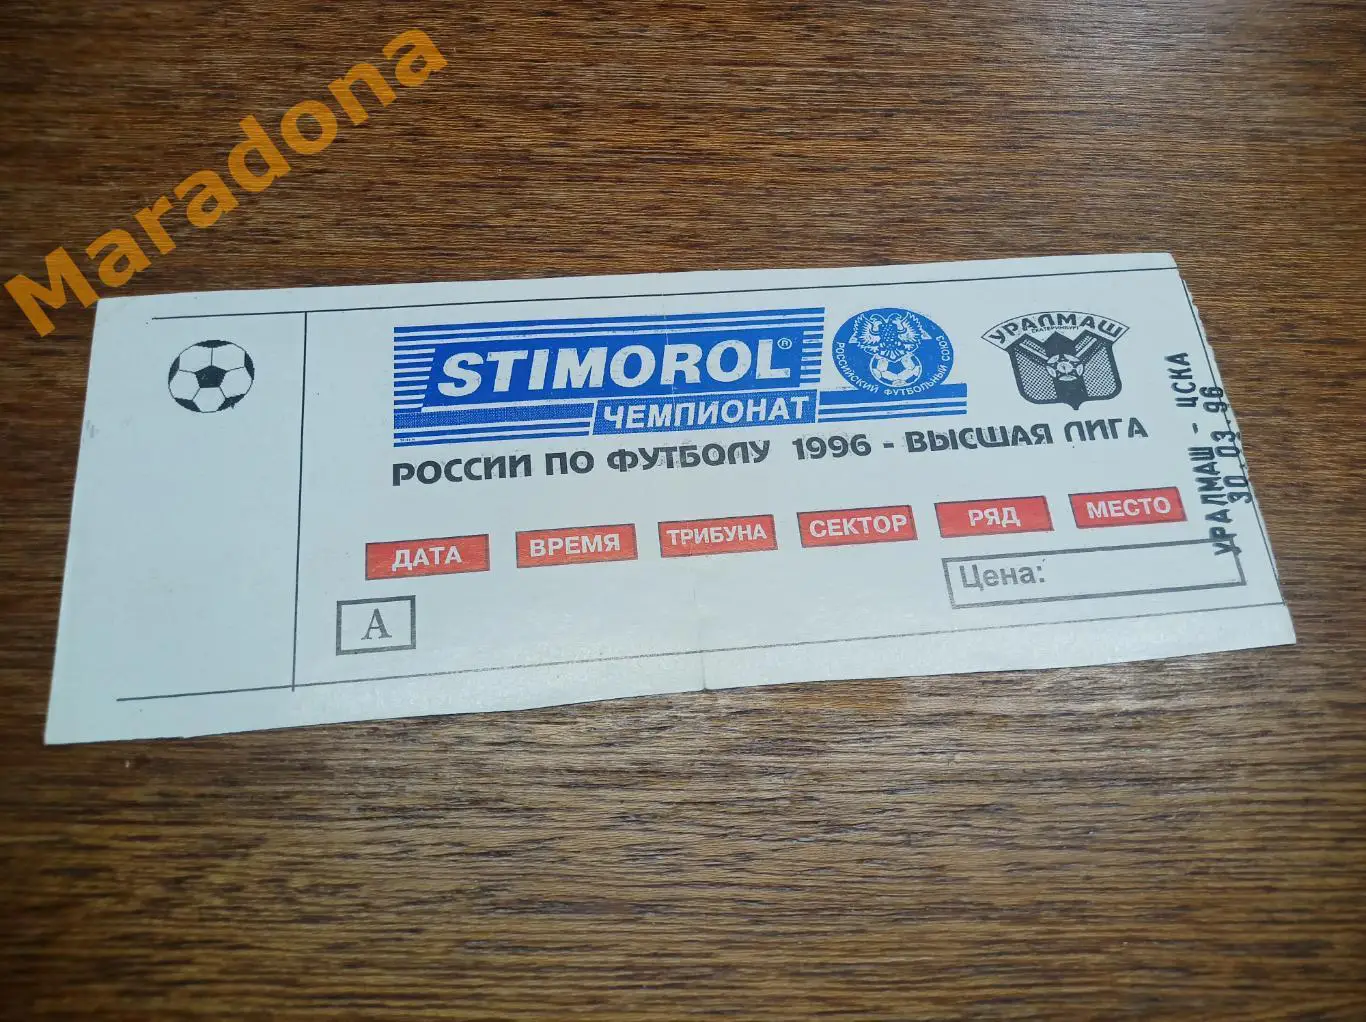 Maradona
STIMOROL®
ЧЕМПИОНАТ
РОССИЙСКИЙ ФУТБОЛЬНЫЙ СОЮЗ
УРАЛМАШ
ЕКАТЕРИНБУРГ
РОССИИ ПО ФУТБОЛУ 1996 - ВЫСШАЯ ЛИГА
УРАЛМАШ - ЦСКА
30.03.96
ДАТА ВРЕМЯ ТРИБУНА СЕКТОР РЯД МЕСТО
Цена:
А